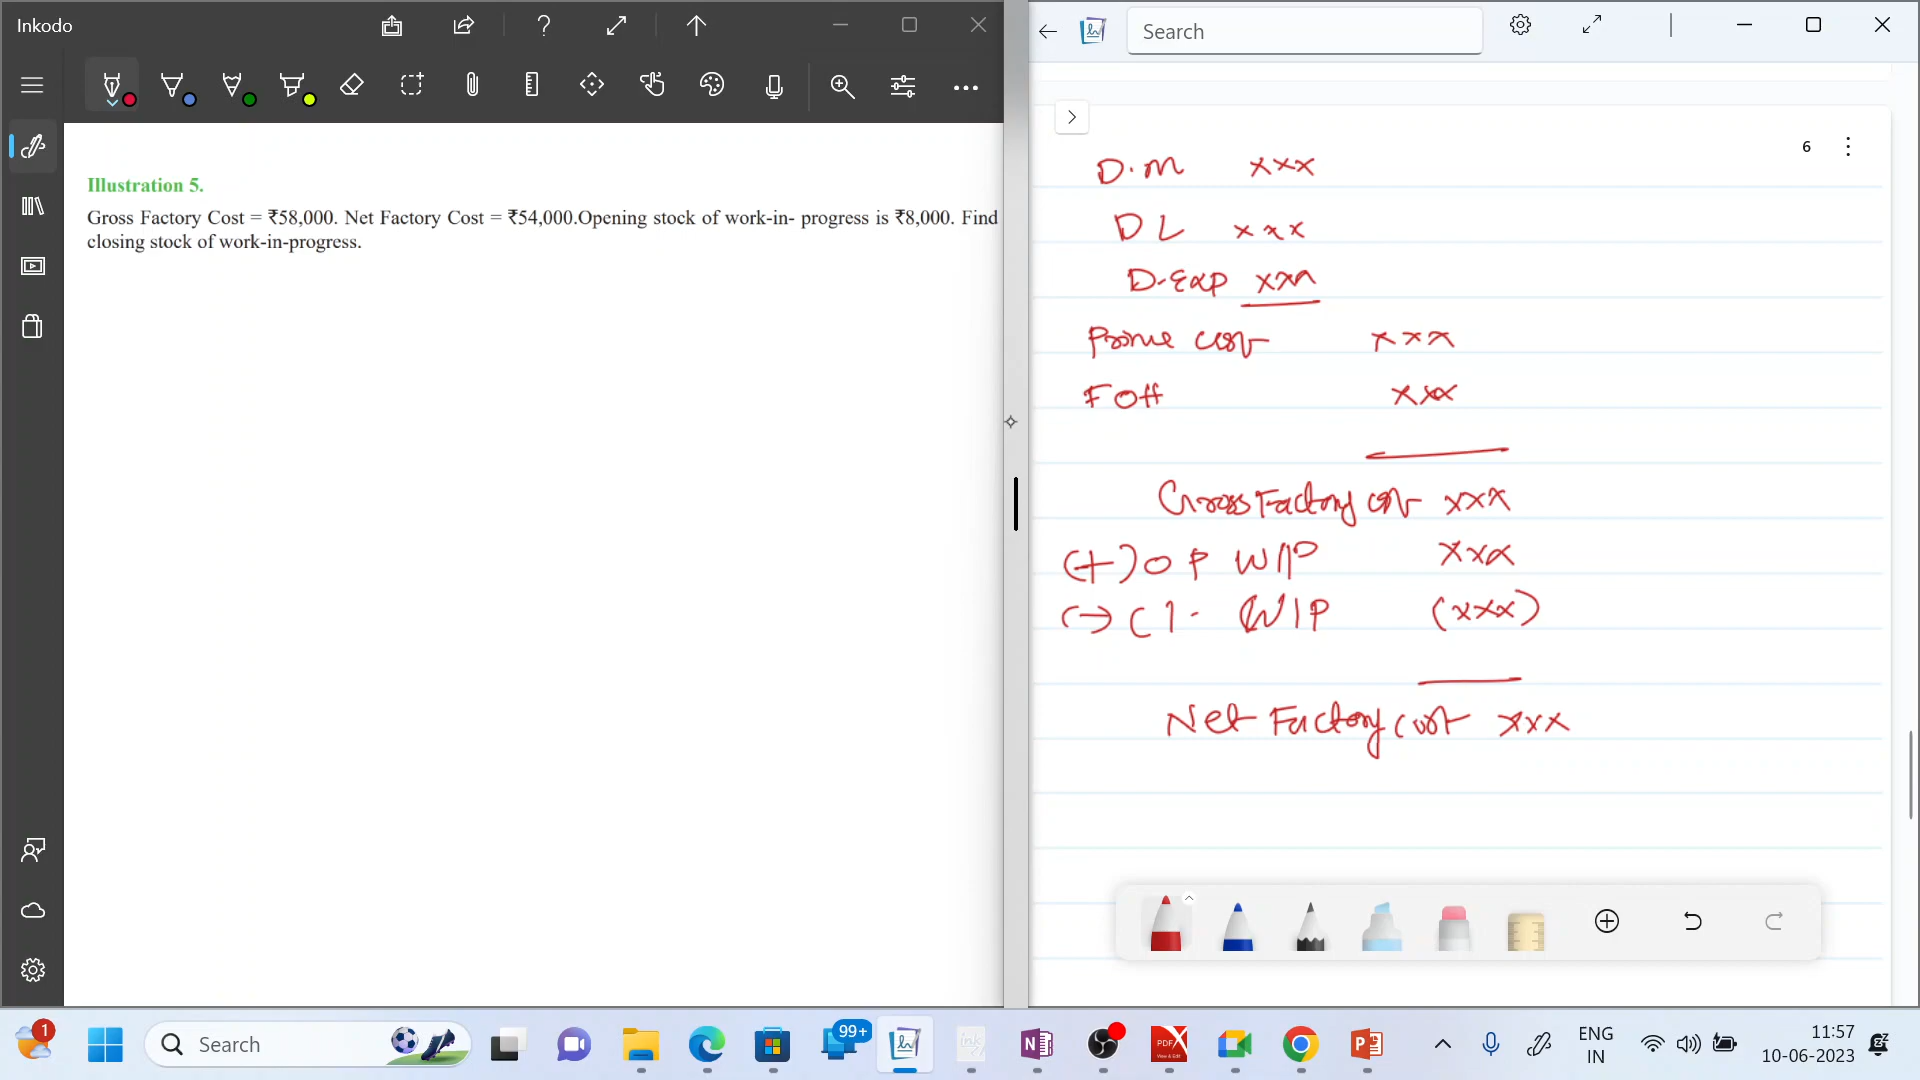 Inkodo
Search
Illustration 5.
Gross Factory Cost = ₹58,000. Net Factory Cost = ₹54,000.Opening stock of work-in- progress is ₹8,000. Find
closing stock of work-in-progress.
6
D.M xxx
DL xxx
D-Exp xxx
Prime cost xxx
F OH xxx
Gross Factory cost xxx
(+) OP WIP xxx
(-) Cl. WIP (xxx)
Net Factory cost xxx
1
Search
99+
ENG
IN
11:57
10-06-2023